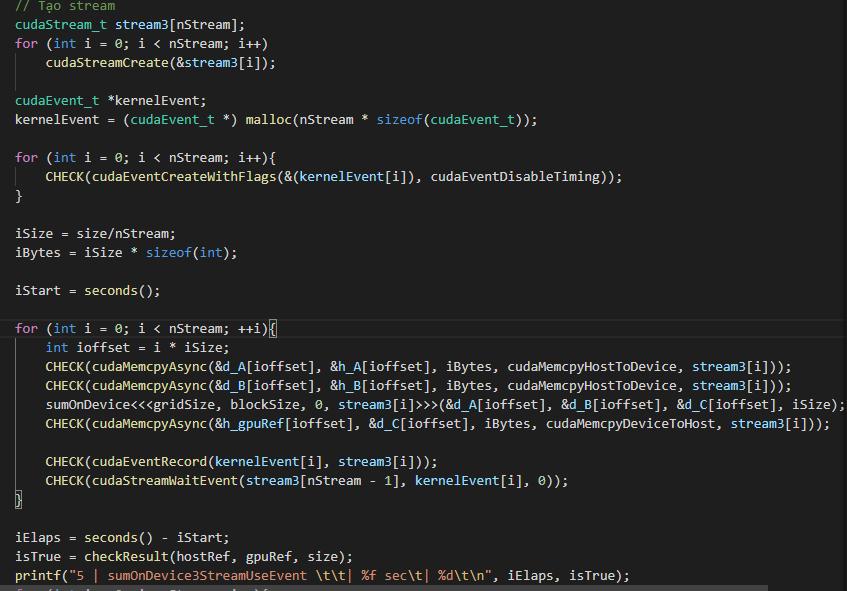 // Tạo stream
cudaStream_t stream3[nStream];
for (int i = 0; i < nStream; i++)
cudaStreamCreate(&stream3[i]);
cudaEvent_t *kernelEvent;
kernelEvent = (cudaEvent_t *) malloc(nStream * sizeof(cudaEvent_t));
for (int i = 0; i < nStream; i++){
CHECK(cudaEventCreateWithFlags(&(kernelEvent[i]), cudaEventDisableTiming));
}
iSize = size/nStream;
iBytes = iSize * sizeof(int);
iStart = seconds();
for (int i = 0; i < nStream; ++i){
int ioffset = i * iSize;
CHECK(cudaMemcpyAsync(&d_A[ioffset], &h_A[ioffset], iBytes, cudaMemcpyHostToDevice, stream3[i]));
CHECK(cudaMemcpyAsync(&d_B[ioffset], &h_B[ioffset], iBytes, cudaMemcpyHostToDevice, stream3[i]));
sumOnDevice<<<gridSize, blockSize, 0, stream3[i]>>>(&d_A[ioffset], &d_B[ioffset], &d_C[ioffset], iSize);
CHECK(cudaMemcpyAsync(&h_gpuRef[ioffset], &d_C[ioffset], iBytes, cudaMemcpyDeviceToHost, stream3[i]));
CHECK(cudaEventRecord(kernelEvent[i], stream3[i]));
CHECK(cudaStreamWaitEvent(stream3[nStream - 1], kernelEvent[i], 0));
}
iElaps = seconds() - iStart;
isTrue = checkResult(hostRef, gpuRef, size);
printf("5 | sumOnDevice3StreamUseEvent \t\t| %f sec\t| %d\t\n", iElaps, isTrue);